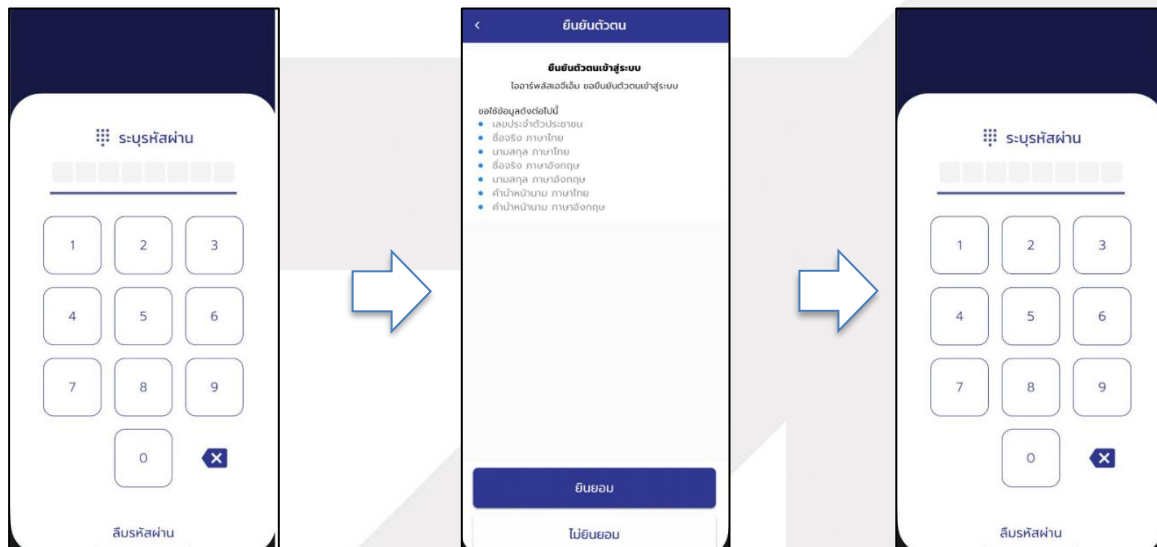 ระบุรหัสผ่าน
1 2 3
4 5 6
7 8 9
0
ลืมรหัสผ่าน
ยืนยันตัวตน
ยืนยันตัวตนเข้าสู่ระบบ
ไออาร์พลัสเอจีเอ็ม ขอยืนยันตัวตนเข้าสู่ระบบ
ขอใช้ข้อมูลดังต่อไปนี้
เลขประจำตัวประชาชน
ชื่อจริง ภาษาไทย
นามสกุล ภาษาไทย
ชื่อจริง ภาษาอังกฤษ
นามสกุล ภาษาอังกฤษ
คำนำหน้านาม ภาษาไทย
คำนำหน้านาม ภาษาอังกฤษ
ยินยอม
ไม่ยินยอม
ระบุรหัสผ่าน
1 2 3
4 5 6
7 8 9
0
ลืมรหัสผ่าน